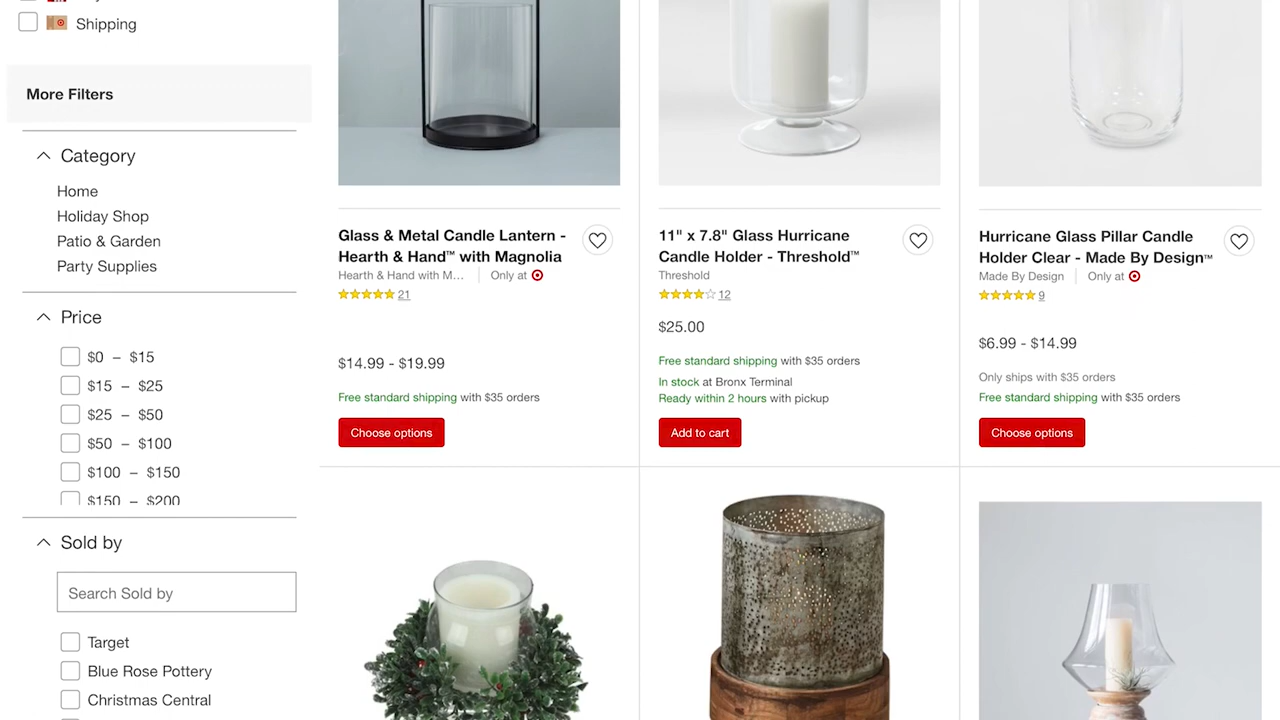 Shipping
More Filters
Category
Home
Holiday Shop
Patio & Garden
Party Supplies
Price
$0 – $15
$15 – $25
$25 – $50
$50 – $100
$100 – $150
$150 – $200
Sold by
Search Sold by
Target
Blue Rose Pottery
Christmas Central
Glass & Metal Candle Lantern -
Hearth & Hand™ with Magnolia
Hearth & Hand with M... Only at
21
$14.99 - $19.99
Free standard shipping with $35 orders
Choose options
11" x 7.8" Glass Hurricane
Candle Holder - Threshold™
Threshold
12
$25.00
Free standard shipping with $35 orders
In stock at Bronx Terminal
Ready within 2 hours with pickup
Add to cart
Hurricane Glass Pillar Candle
Holder Clear - Made By Design™
Made By Design Only at
9
$6.99 - $14.99
Only ships with $35 orders
Free standard shipping with $35 orders
Choose options